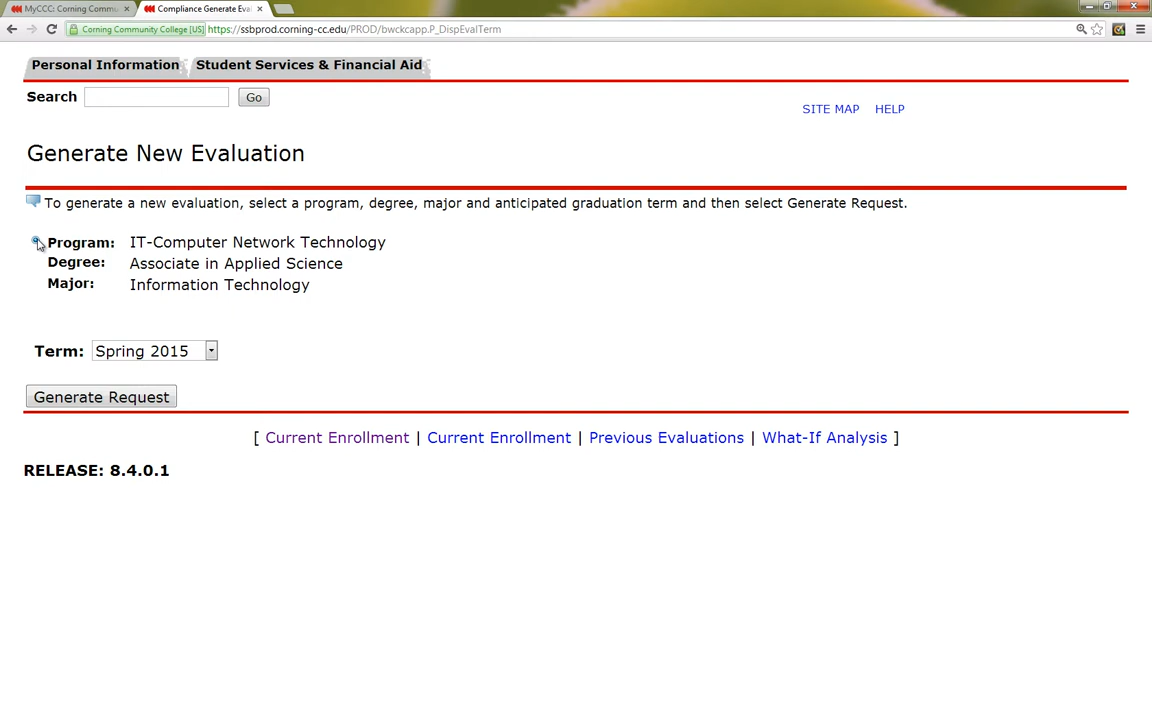 MyCCC: Corning Commu
Compliance Generate Eval
Corning Community College [US] https://ssbprod.corning-cc.edu/PROD/bwckcapp.P_DispEvalTerm
Personal Information Student Services & Financial Aid
Search Go
SITE MAP HELP
Generate New Evaluation
To generate a new evaluation, select a program, degree, major and anticipated graduation term and then select Generate Request.
Program: IT-Computer Network Technology
Degree: Associate in Applied Science
Major: Information Technology
Term: Spring 2015
Generate Request
[ Current Enrollment | Current Enrollment | Previous Evaluations | What-If Analysis ]
RELEASE: 8.4.0.1